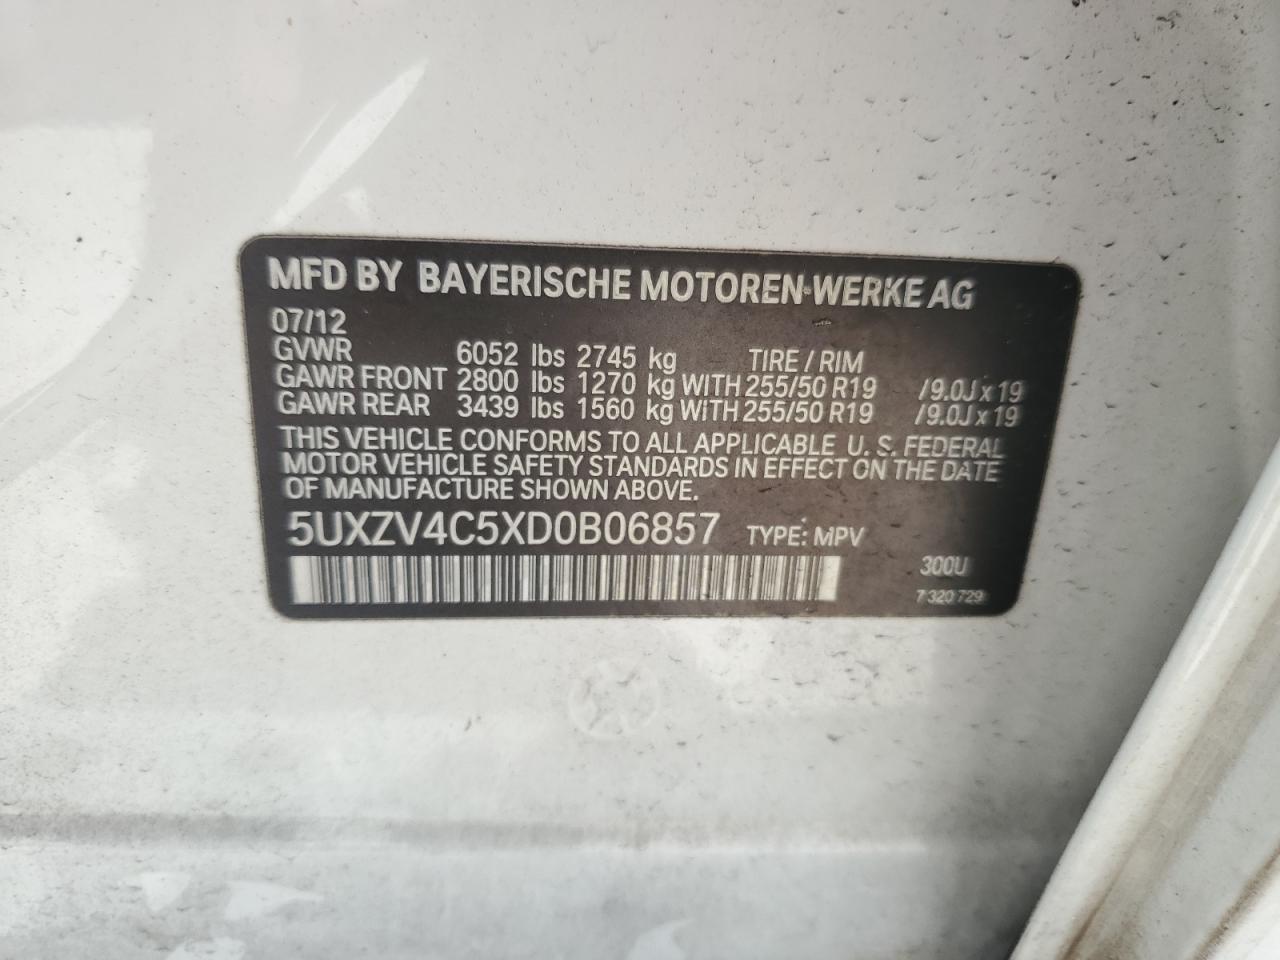 MFD BY BAYERISCHE MOTOREN WERKE AG
07/12
GVWR 6052 lbs 2745 kg TIRE / RIM
GAWR FRONT 2800 lbs 1270 kg WITH 255/50 R19 /9.0J x 19
GAWR REAR 3439 lbs 1560 kg WITH 255/50 R19 /9.0J x 19
THIS VEHICLE CONFORMS TO ALL APPLICABLE U.S. FEDERAL
MOTOR VEHICLE SAFETY STANDARDS IN EFFECT ON THE DATE
OF MANUFACTURE SHOWN ABOVE.
5UXZV4C5XD0B06857 TYPE: MPV
300U
7 320 729